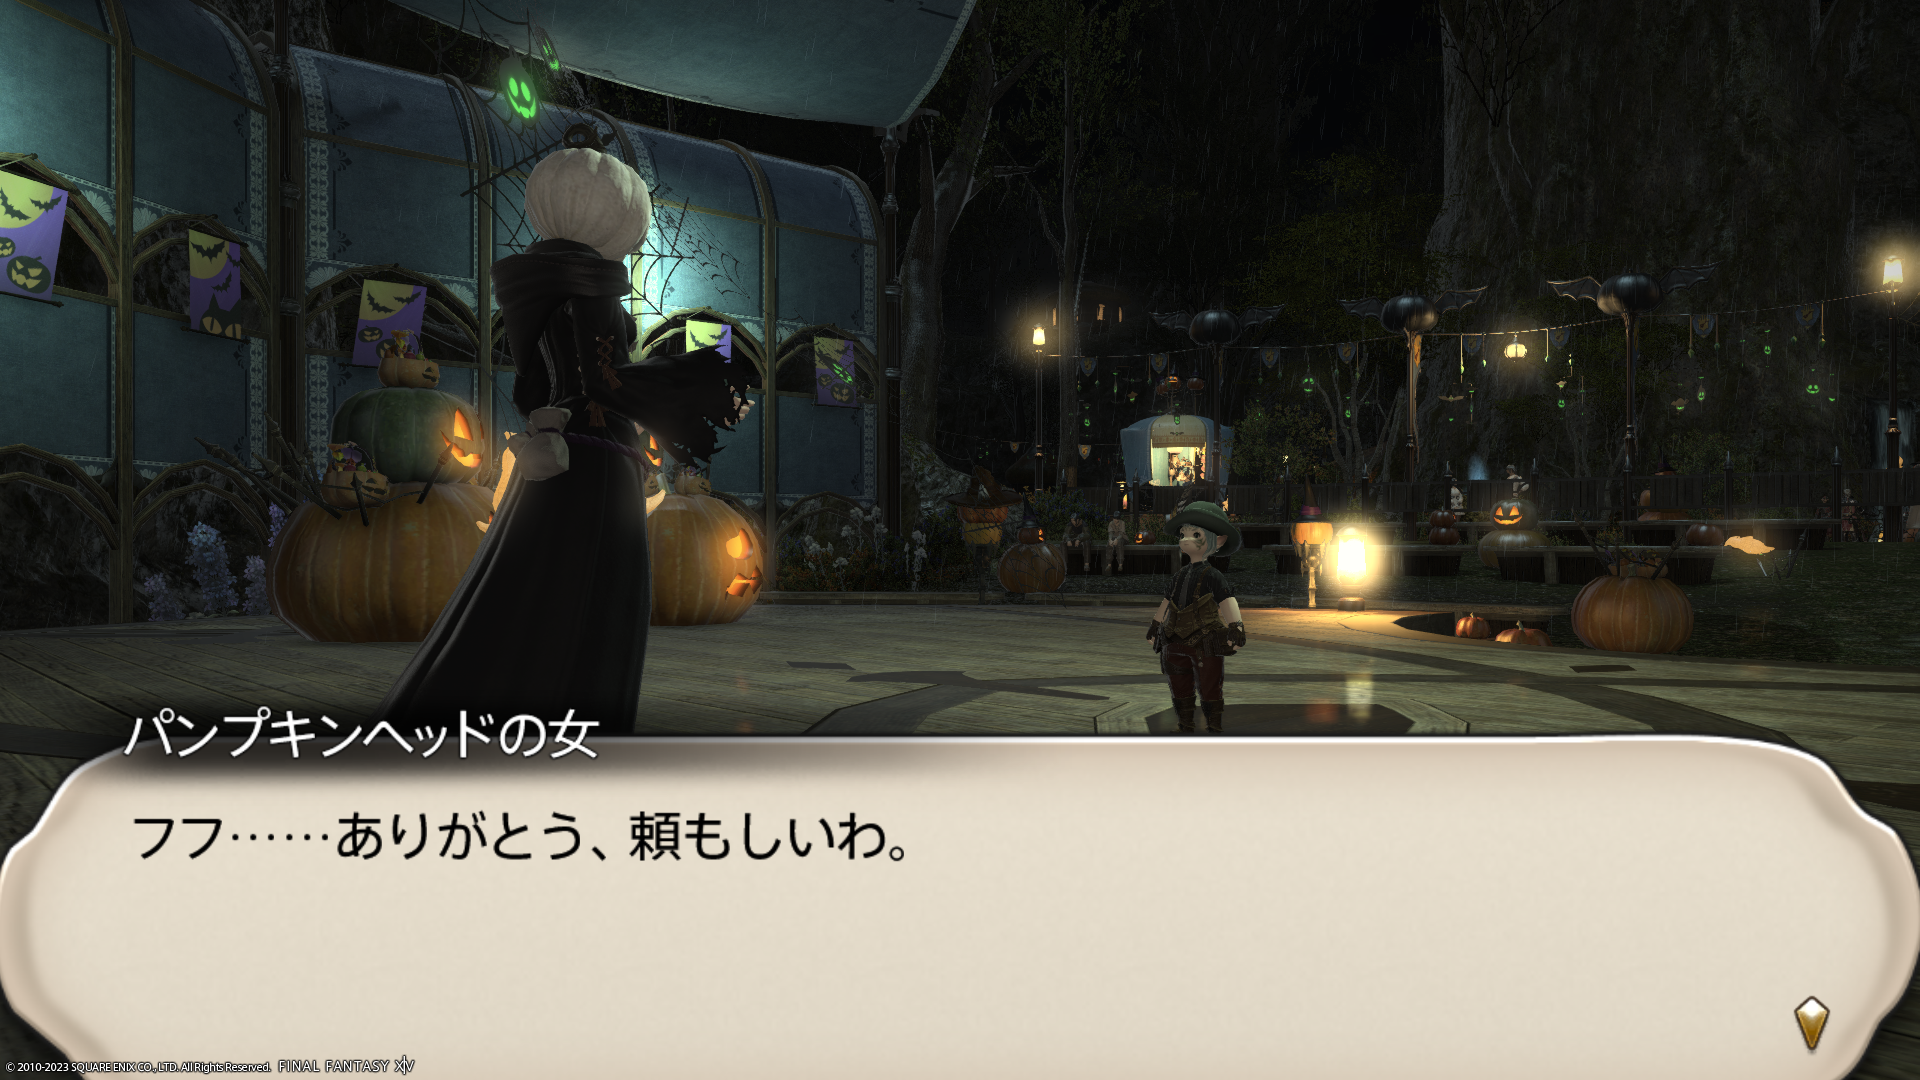 パンプキンヘッドの女
フフ……ありがとう、頼もしいわ。
© 2010-2023 SQUARE ENIX CO., LTD. All Rights Reserved. FINAL FANTASY XIV